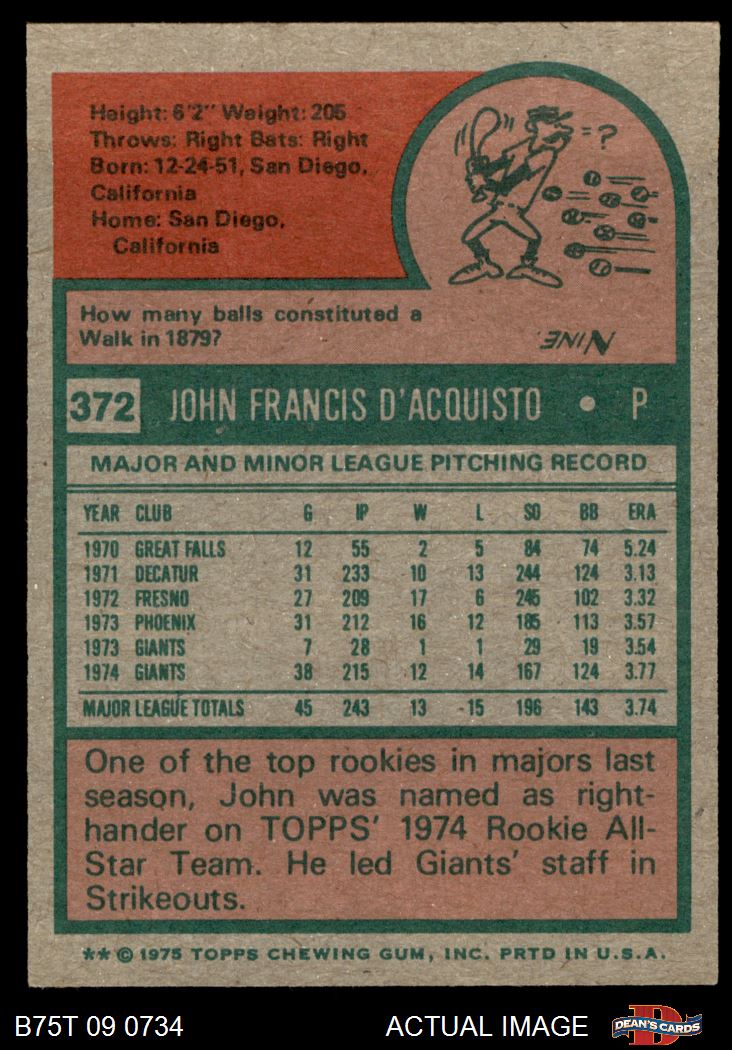 Height: 6'2" Weight: 205
Throws: Right Bats: Right
Born: 12-24-51, San Diego,
California
Home: San Diego,
California
=?
How many balls constituted a
Walk in 1879?
NINE.
372 JOHN FRANCIS D'ACQUISTO • P
MAJOR AND MINOR LEAGUE PITCHING RECORD
YEAR CLUB G IP W L SO BB ERA
1970 GREAT FALLS 12 55 2 5 84 74 5.24
1971 DECATUR 31 233 10 13 244 124 3.13
1972 FRESNO 27 209 17 6 245 102 3.32
1973 PHOENIX 31 212 16 12 185 113 3.57
1973 GIANTS 7 28 1 1 29 19 3.54
1974 GIANTS 38 215 12 14 167 124 3.77
MAJOR LEAGUE TOTALS 45 243 13 15 196 143 3.74
One of the top rookies in majors last
season, John was named as right-
hander on TOPPS' 1974 Rookie All-
Star Team. He led Giants' staff in
Strikeouts.
** © 1975 TOPPS CHEWING GUM, INC. PRTD IN U.S.A.
B75T 09 0734 ACTUAL IMAGE
D
DEAN'S CARDS